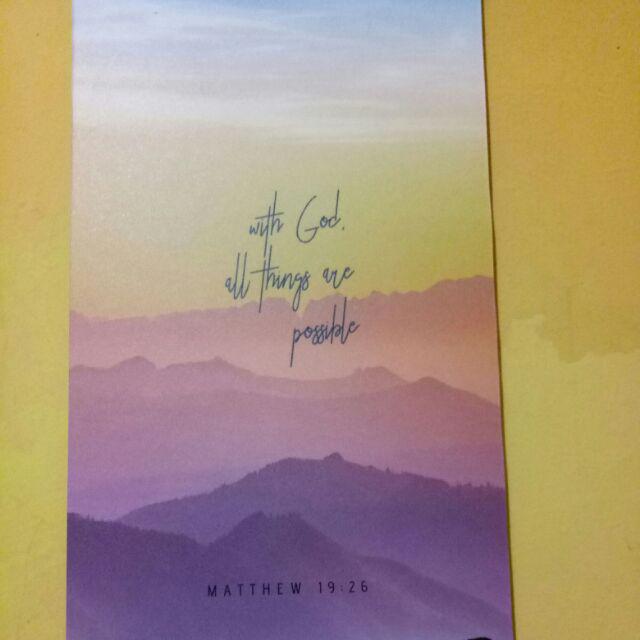 with God,
all things are
possible
MATTHEW 19:26